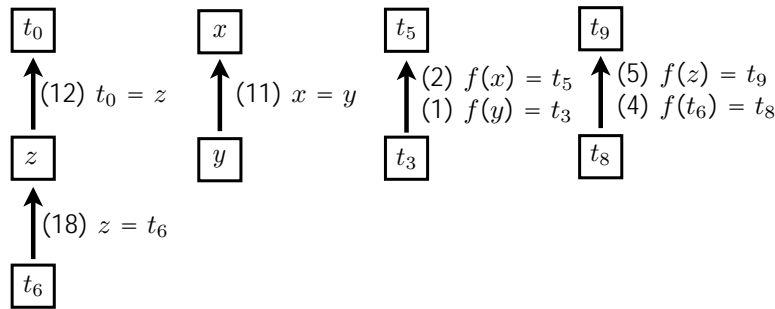 t₀ x t₅ t₉
(12) t₀ = z
(11) x = y
(2) f(x) = t₅
(1) f(y) = t₃
(5) f(z) = t₉
(4) f(t₆) = t₈
z y t₃ t₈
(18) z = t₆
t₆